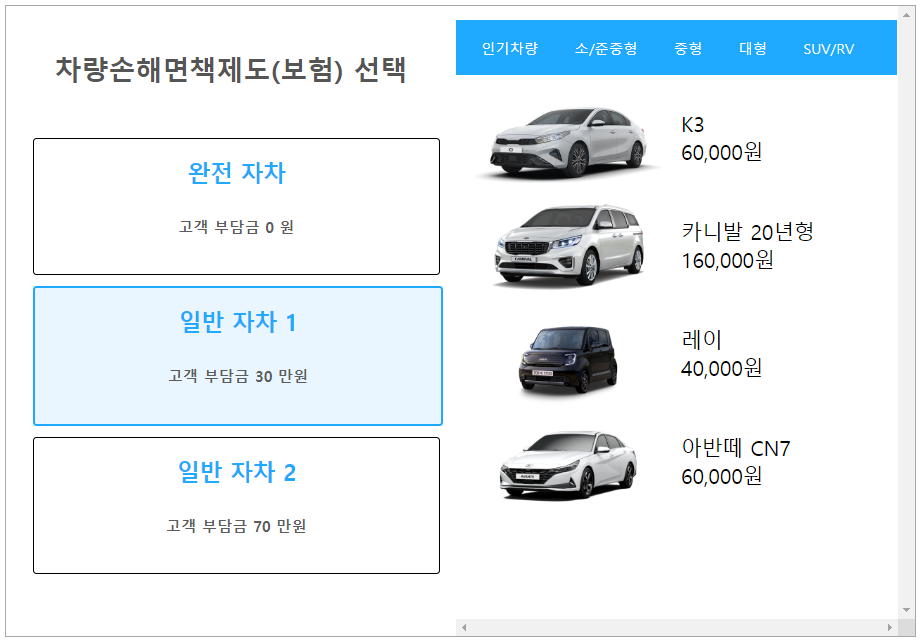 차량손해면책제도(보험) 선택
완전 자차
고객 부담금 0 원
일반 자차 1
고객 부담금 30 만원
일반 자차 2
고객 부담금 70 만원
인기차량 소/준중형 중형 대형 SUV/RV
K3
60,000원
카니발 20년형
160,000원
레이
40,000원
아반떼 CN7
60,000원